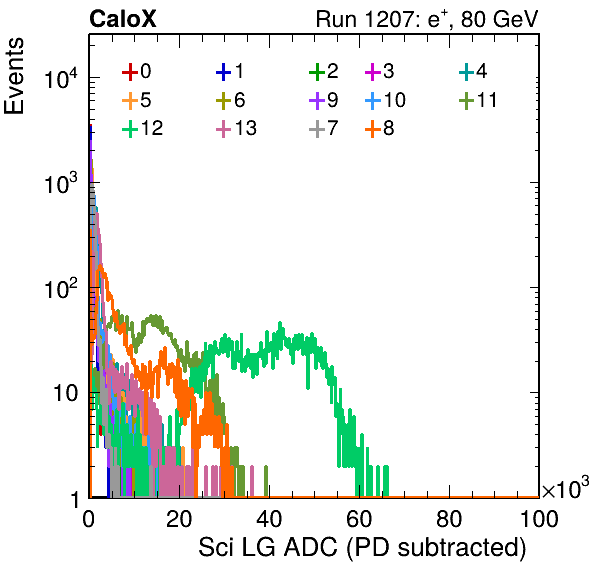 CaloX Run 1207: e⁺, 80 GeV
Events
10⁴
0 1 2 3 4
5 6 9 10 11
12 13 7 8
10³
10²
10
1
0 20 40 60 80 100
×10³
Sci LG ADC (PD subtracted)